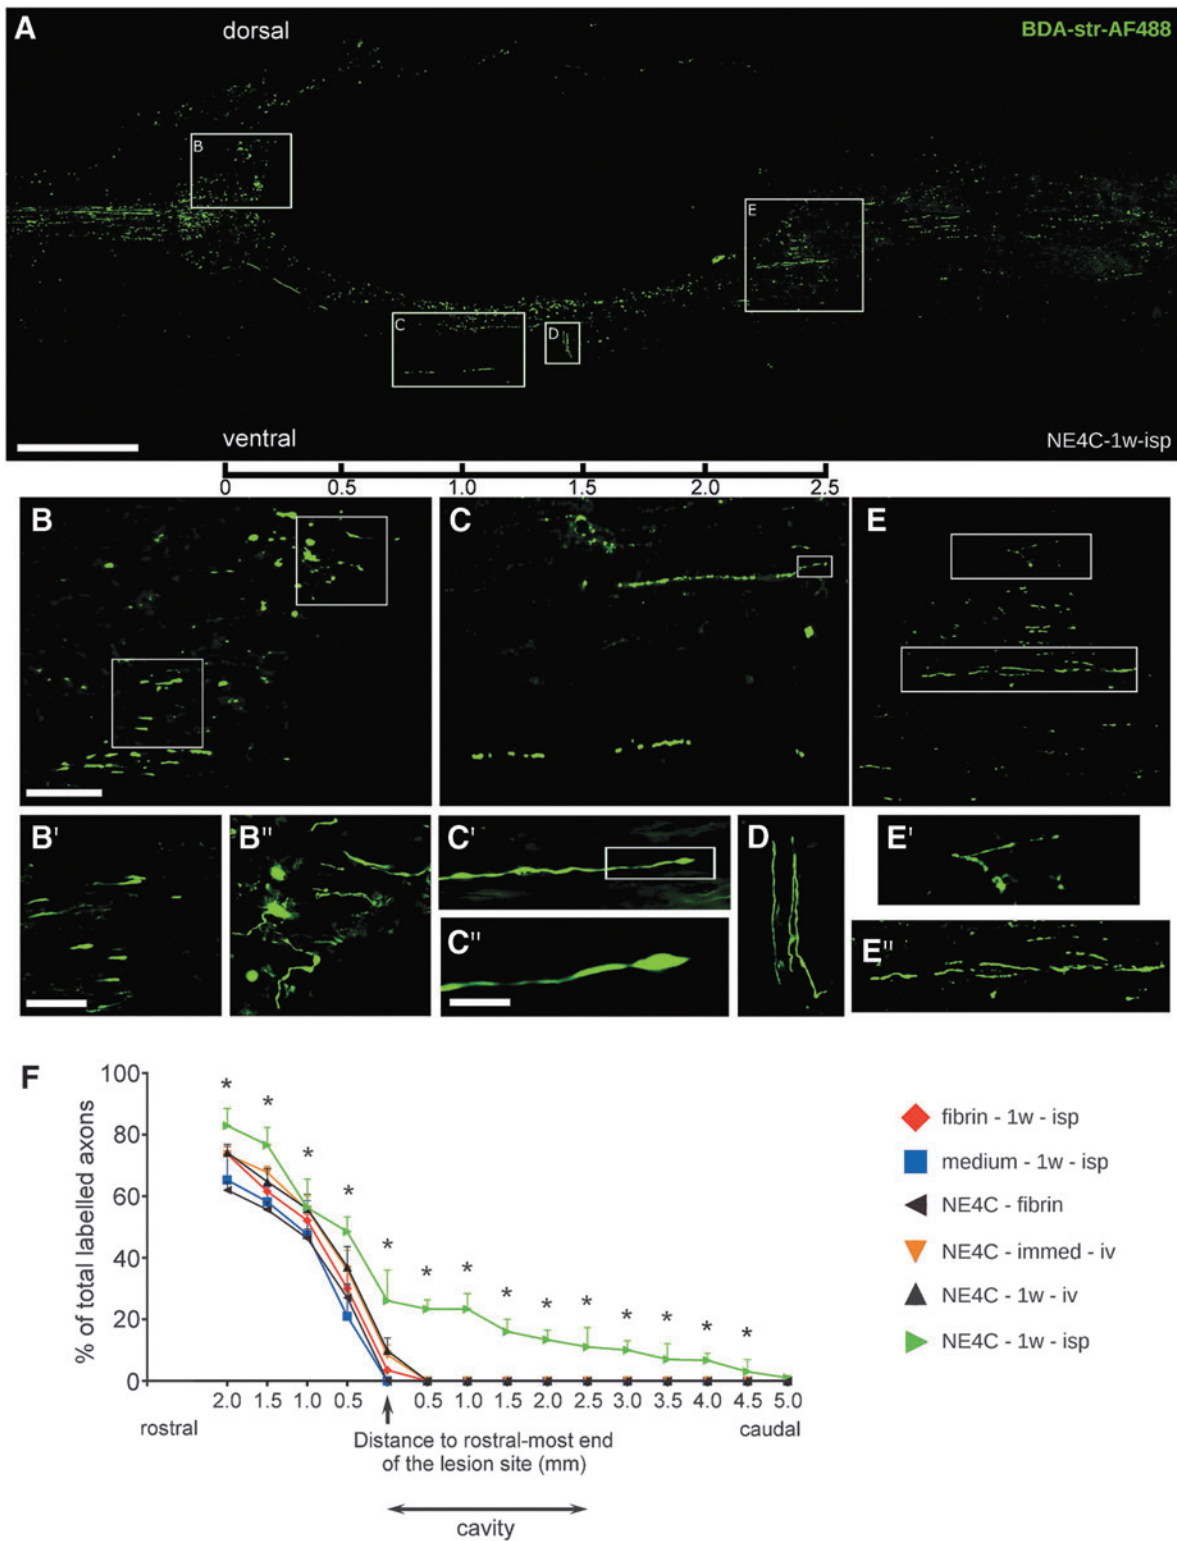 A
dorsal
BDA-str-AF488
B
E
C
D
ventral
NE4C-1w-isp
0 0.5 1.0 1.5 2.0 2.5
B
C
E
B'
B''
C'
D
E'
C''
E''
F
% of total labelled axons
100
80
60
40
20
0
* * * * * * * * * * * * * *
2.0 1.5 1.0 0.5 0.5 1.0 1.5 2.0 2.5 3.0 3.5 4.0 4.5 5.0
rostral
caudal
Distance to rostral-most end
of the lesion site (mm)
cavity
fibrin - 1w - isp
medium - 1w - isp
NE4C - fibrin
NE4C - immed - iv
NE4C - 1w - iv
NE4C - 1w - isp